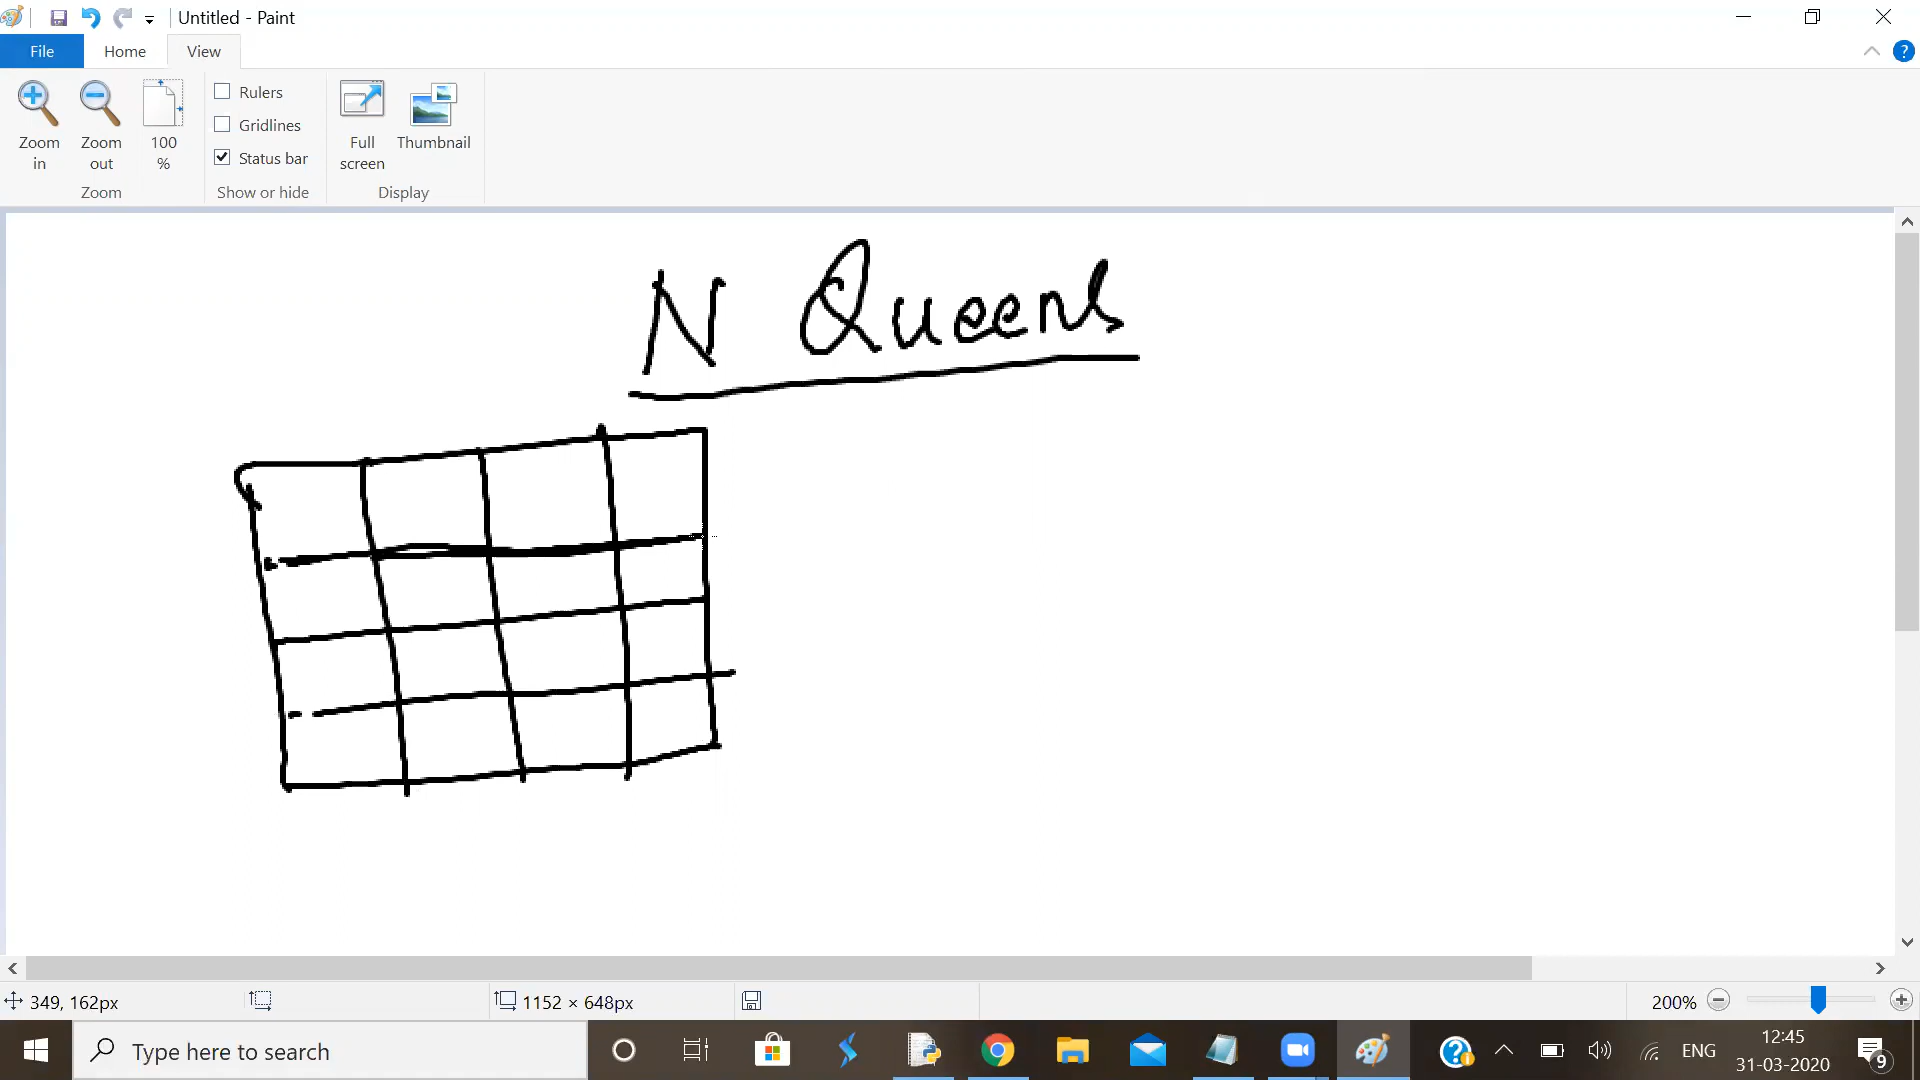 Untitled - Paint
File Home View
Rulers
Gridlines
Status bar
Zoom in
Zoom out
100 %
Full screen
Thumbnail
Zoom
Show or hide
Display
N Queens
349, 162px
1152 × 648px
200%
Type here to search
ENG
12:45
31-03-2020
9